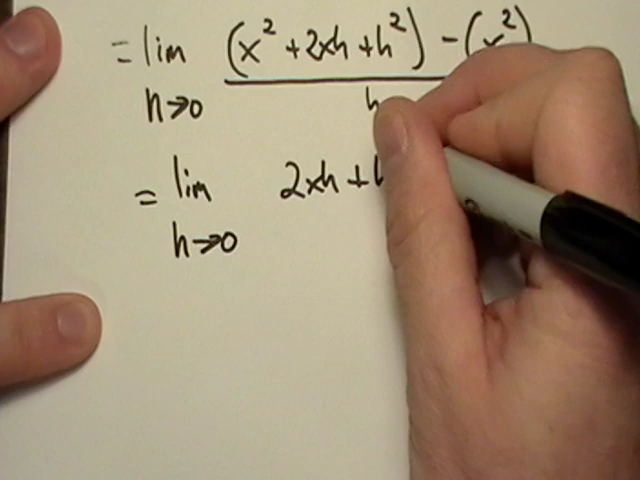 = lim (x² + 2xh + h²) - (x²)
h→0 h
= lim 2xh + h
h→0